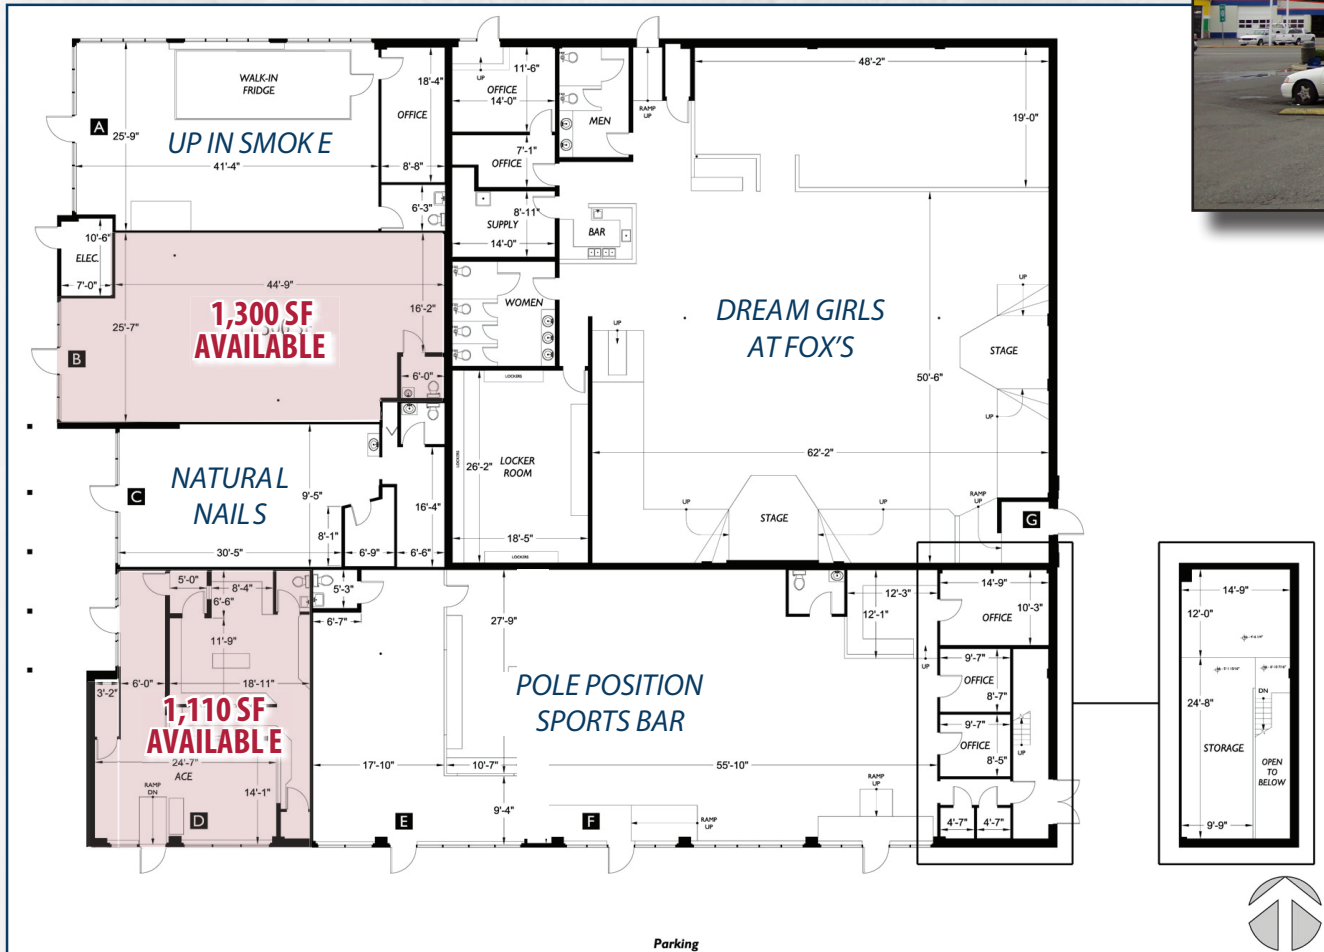 WALK-IN
FRIDGE
18'-4"
OFFICE
A
25'-9"
UP IN SMOKE
41'-4"
8'-8"
6'-3"
11'-6"
UP
OFFICE
14'-0"
MEN
RAMP
UP
48'-2"
19'-0"
7'-1"
OFFICE
8'-11"
SUPPLY
14'-0"
BAR
10'-6"
ELEC.
7'-0"
44'-9"
16'-2"
25'-7"
1,300 SF
AVAILABLE
B
6'-0"
WOMEN
UP
DREAM GIRLS
AT FOX'S
UP
STAGE
50'-6"
UP
LOCKERS
LOCKERS
26'-2"
LOCKER
ROOM
62'-2"
18'-5"
LOCKERS
UP
STAGE
UP
RAMP
UP
G
NATURAL
NAILS
C
9'-5"
16'-4"
8'-1"
30'-5"
6'-9"
6'-6"
5'-0"
8'-4"
6'-6"
11'-9"
3'-2"
6'-0"
18'-11"
1,110 SF
AVAILABLE
24'-7"
ACE
RAMP
DN
14'-1"
D
5'-3"
6'-7"
27'-9"
POLE POSITION
SPORTS BAR
17'-10"
10'-7"
55'-10"
9'-4"
E
F
RAMP
UP
RAMP
UP
12'-3"
12'-1"
UP
14'-9"
10'-3"
OFFICE
9'-7"
OFFICE
8'-7"
9'-7"
OFFICE
8'-5"
UP
4'-7"
4'-7"
14'-9"
12'-0"
24'-8"
DN
STORAGE
OPEN
TO
BELOW
9'-9"
Parking